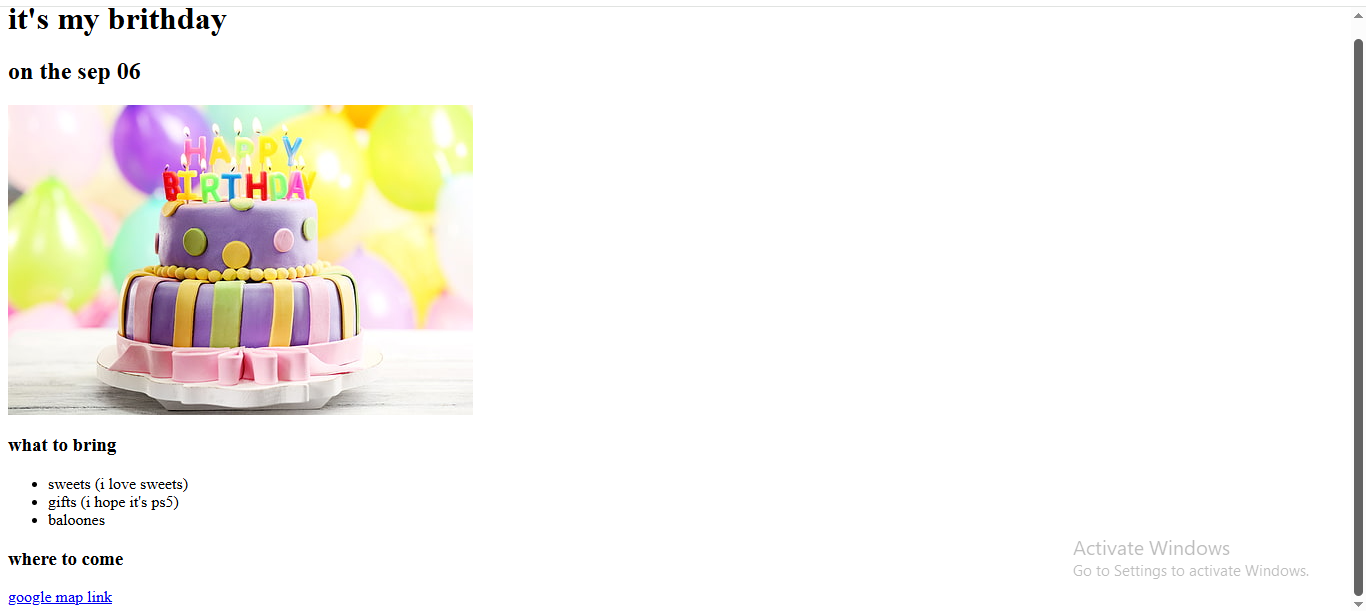 it's my brithday
on the sep 06
HAPPY
BIRTHDAY
what to bring
sweets (i love sweets)
gifts (i hope it's ps5)
baloones
where to come
google map link
Activate Windows
Go to Settings to activate Windows.